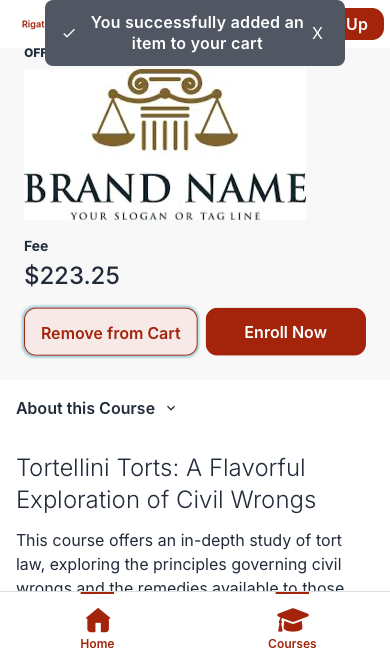 Rigat
You successfully added an
item to your cart
X
Up
OFF
BRAND NAME
YOUR SLOGAN OR TAG LINE
Fee
$223.25
Remove from Cart
Enroll Now
About this Course
Tortellini Torts: A Flavorful
Exploration of Civil Wrongs
This course offers an in-depth study of tort
law, exploring the principles governing civil
wrongs and the remedies available to those
Home
Courses